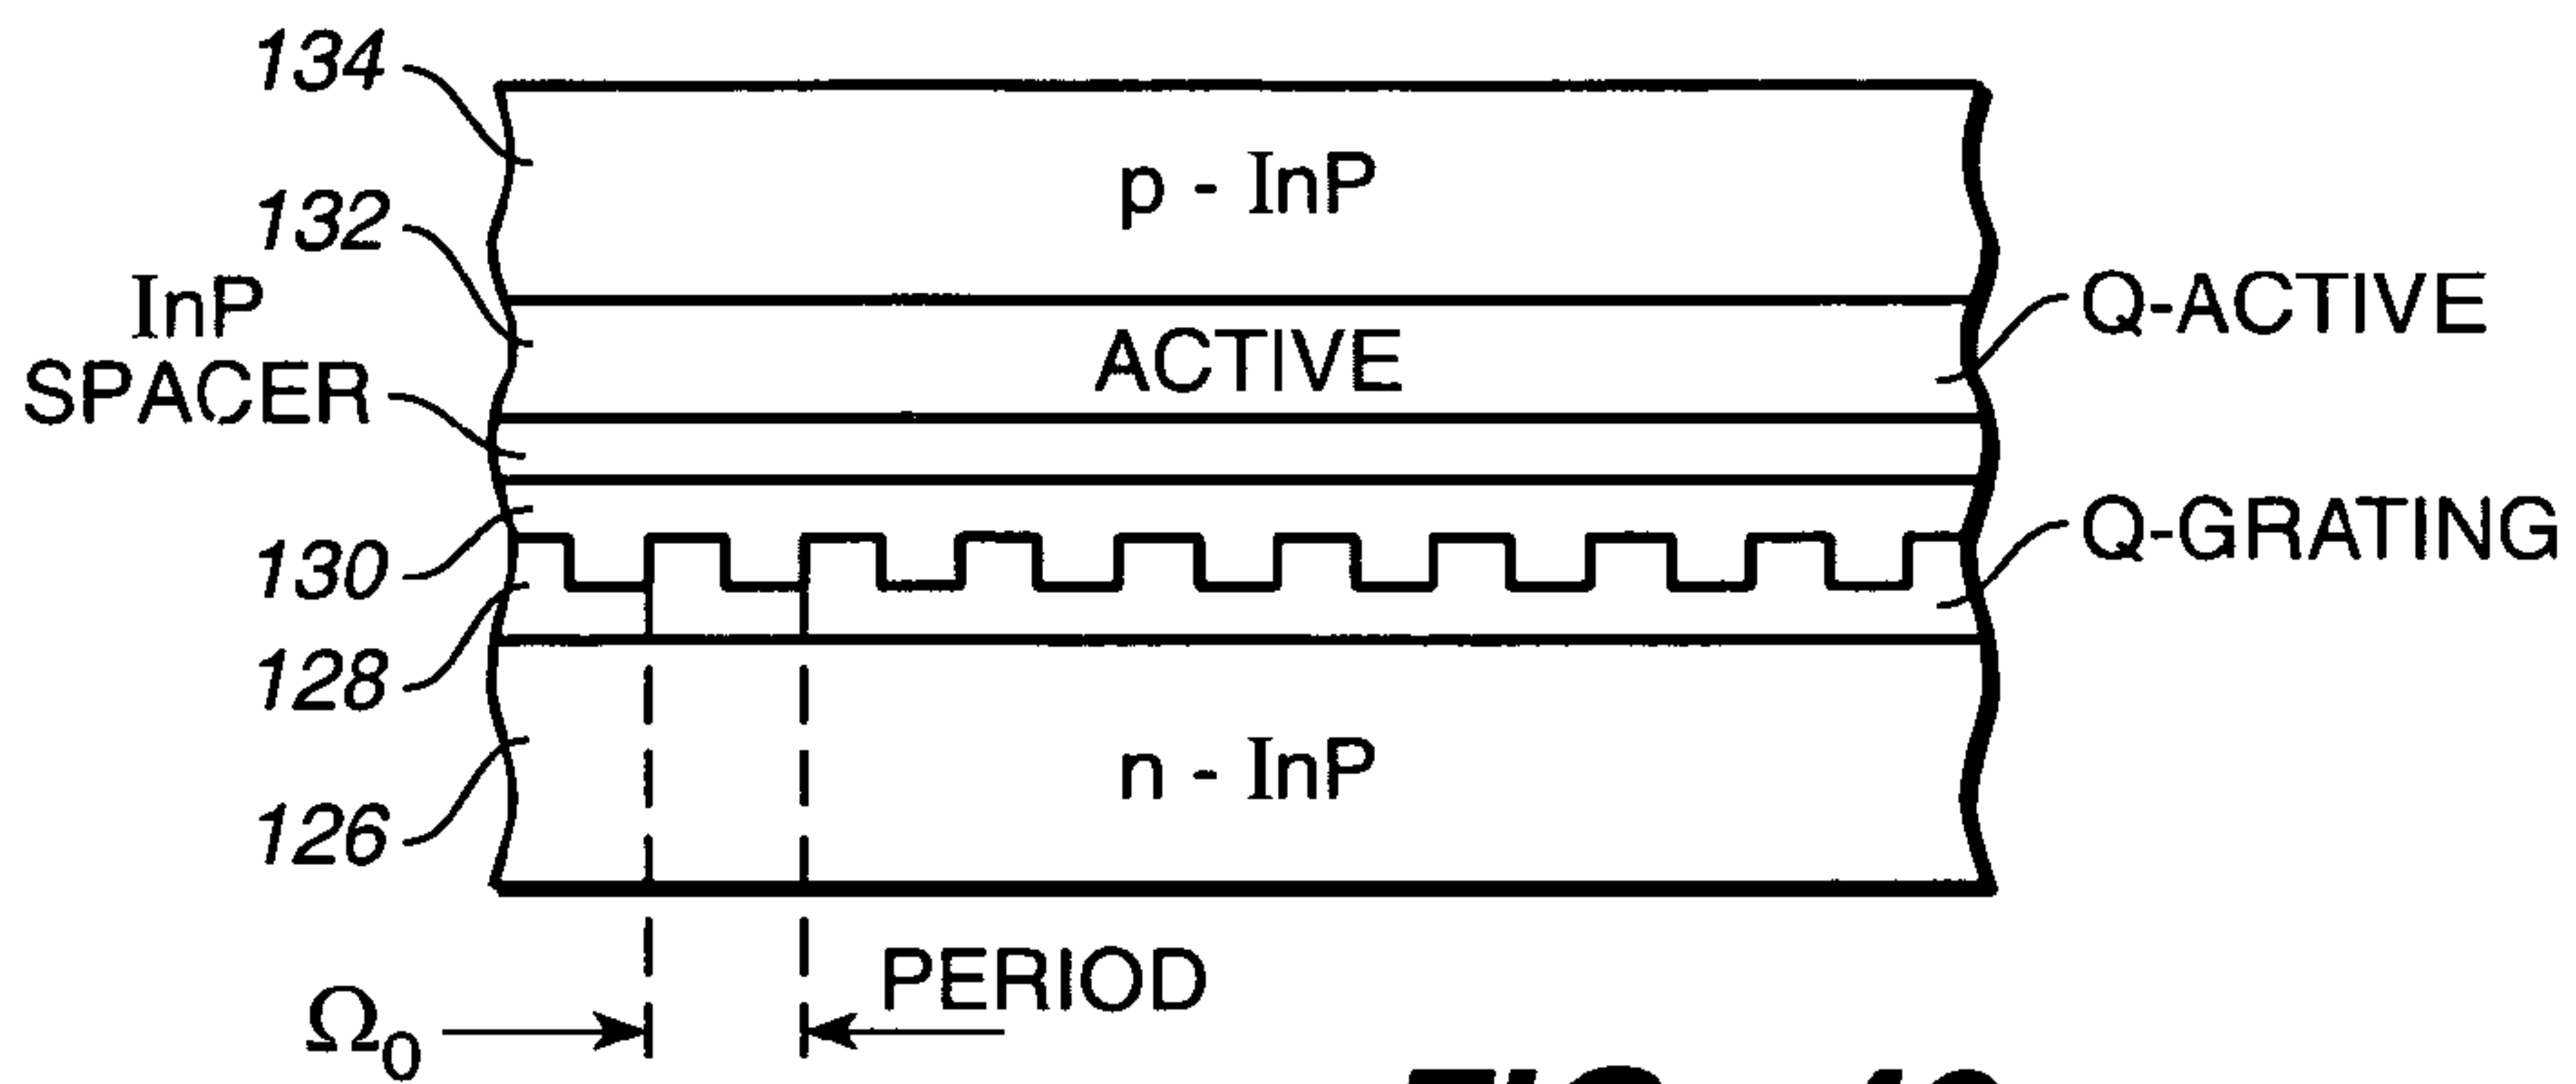 134
p - InP
132
InP
SPACER
ACTIVE
Q-ACTIVE
130
Q-GRATING
128
n - InP
126
PERIOD
Ω0